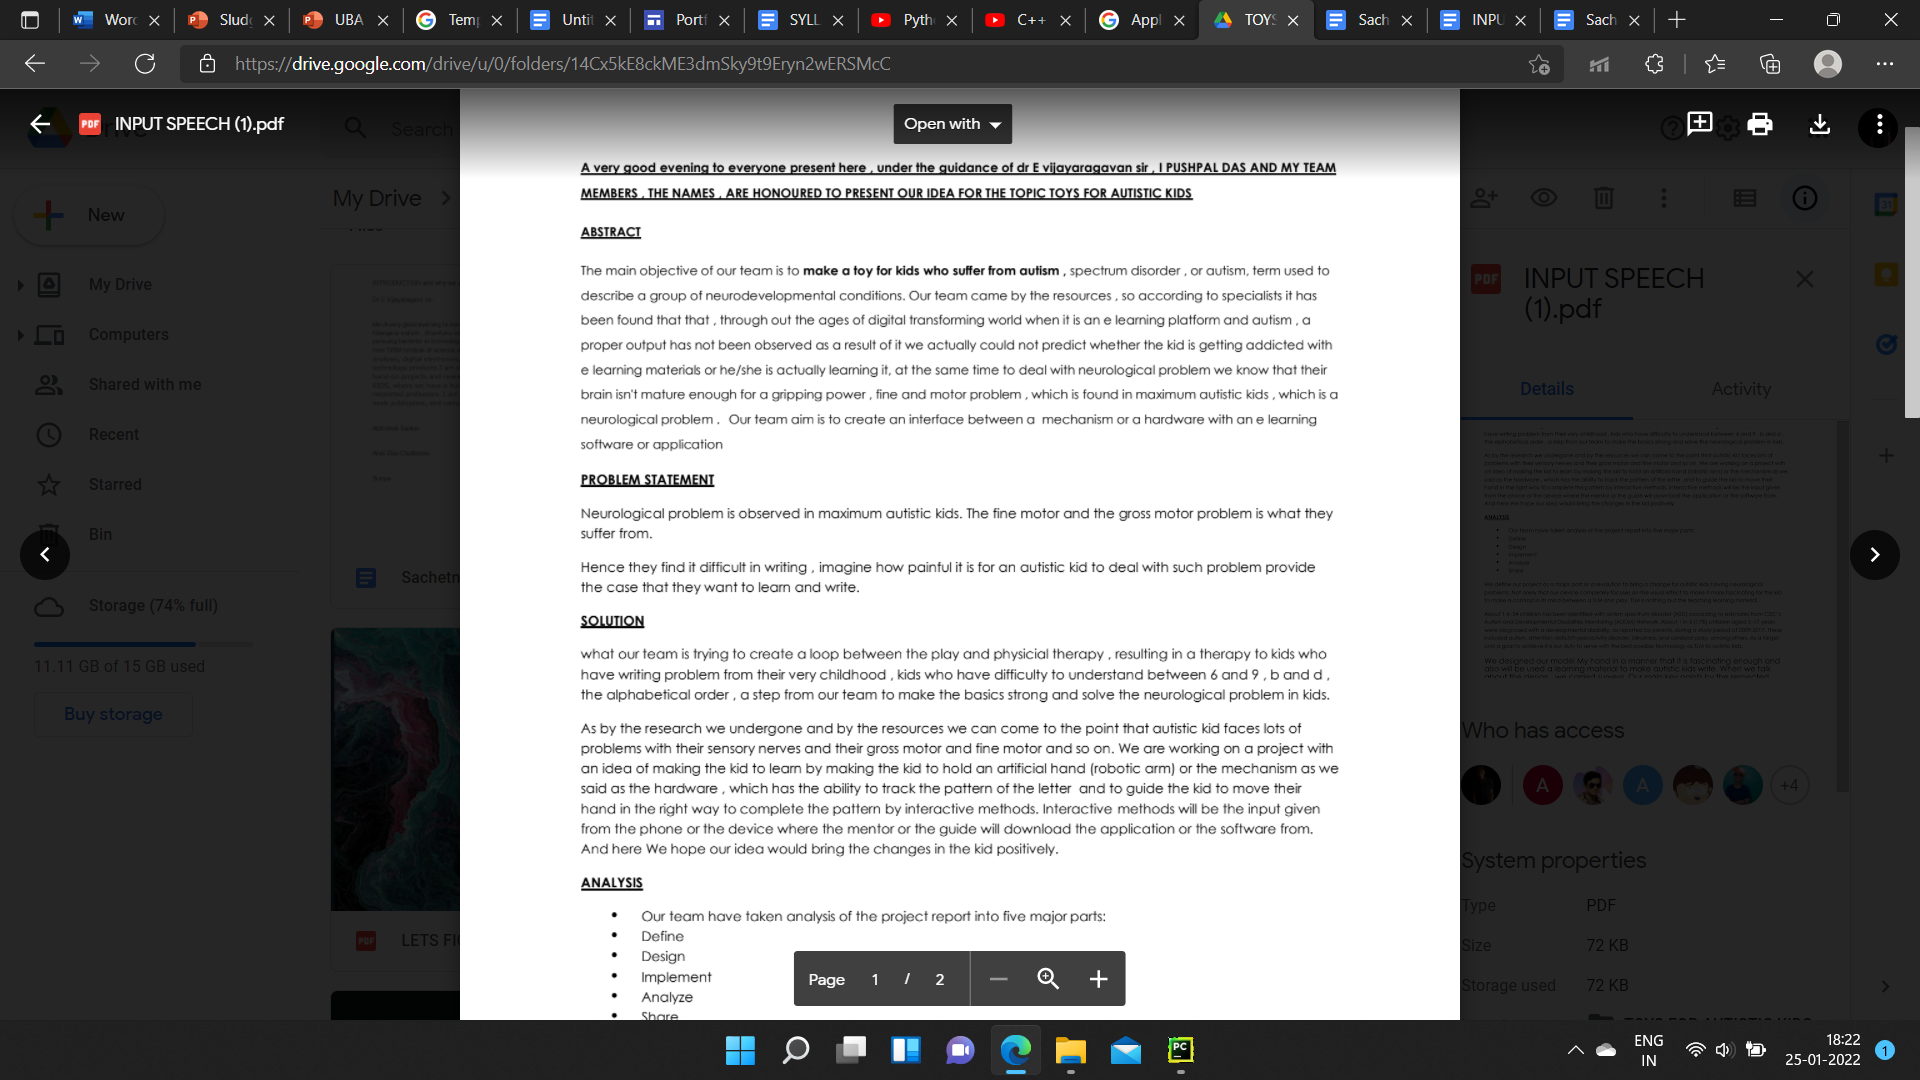 Word
Slud
UBA
Temp
Untit
Portf
SYLL
Pyth
C++
Appl
TOYS
Sach
INPU
Sach
https://drive.google.com/drive/u/0/folders/14Cx5kE8ckME3dmSky9t9Eryn2wERSMcC
INPUT SPEECH (1).pdf
Search
Open with
New
My Drive
My Drive
Computers
Shared with me
Recent
Starred
Bin
Storage (74% full)
11.11 GB of 15 GB used
Buy storage
Sachetn
LETS FI
A very good evening to everyone present here , under the guidance of dr E vijayaragavan sir , I PUSHPAL DAS AND MY TEAM
MEMBERS , THE NAMES , ARE HONOURED TO PRESENT OUR IDEA FOR THE TOPIC TOYS FOR AUTISTIC KIDS
ABSTRACT
The main objective of our team is to make a toy for kids who suffer from autism , spectrum disorder , or autism, term used to
describe a group of neurodevelopmental conditions. Our team came by the resources , so according to specialists it has
been found that that , through out the ages of digital transforming world when it is an e learning platform and autism , a
proper output has not been observed as a result of it we actually could not predict whether the kid is getting addicted with
e learning materials or he/she is actually learning it, at the same time to deal with neurological problem we know that their
brain isn't mature enough for a gripping power , fine and motor problem , which is found in maximum autistic kids , which is a
neurological problem . Our team aim is to create an interface between a mechanism or a hardware with an e learning
software or application
PROBLEM STATEMENT
Neurological problem is observed in maximum autistic kids. The fine motor and the gross motor problem is what they
suffer from.
Hence they find it difficult in writing , imagine how painful it is for an autistic kid to deal with such problem provide
the case that they want to learn and write.
SOLUTION
what our team is trying to create a loop between the play and physicial therapy , resulting in a therapy to kids who
have writing problem from their very childhood , kids who have difficulty to understand between 6 and 9 , b and d ,
the alphabetical order , a step from our team to make the basics strong and solve the neurological problem in kids.
As by the research we undergone and by the resources we can come to the point that autistic kid faces lots of
problems with their sensory nerves and their gross motor and fine motor and so on. We are working on a project with
an idea of making the kid to learn by making the kid to hold an artificial hand (robotic arm) or the mechanism as we
said as the hardware , which has the ability to track the pattern of the letter and to guide the kid to move their
hand in the right way to complete the pattern by interactive methods. Interactive methods will be the input given
from the phone or the device where the mentor or the guide will download the application or the software from.
And here We hope our idea would bring the changes in the kid positively.
ANALYSIS
• Our team have taken analysis of the project report into five major parts:
• Define
• Design
• Implement
• Analyze
• Share
Page 1 / 2
INPUT SPEECH
(1).pdf
Details
Activity
Who has access
A
A
+4
System properties
Type PDF
Size 72 KB
Storage used 72 KB
TOYS FOR AUTISTIC KIDS
ENG
IN
18:22
25-01-2022
1